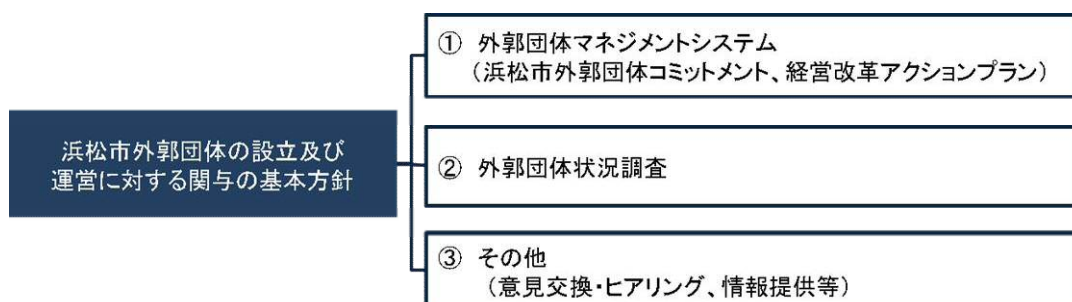 浜松市外郭団体の設立及び
運営に対する関与の基本方針
① 外郭団体マネジメントシステム
（浜松市外郭団体コミットメント、経営改革アクションプラン）
② 外郭団体状況調査
③ その他
（意見交換・ヒアリング、情報提供等）